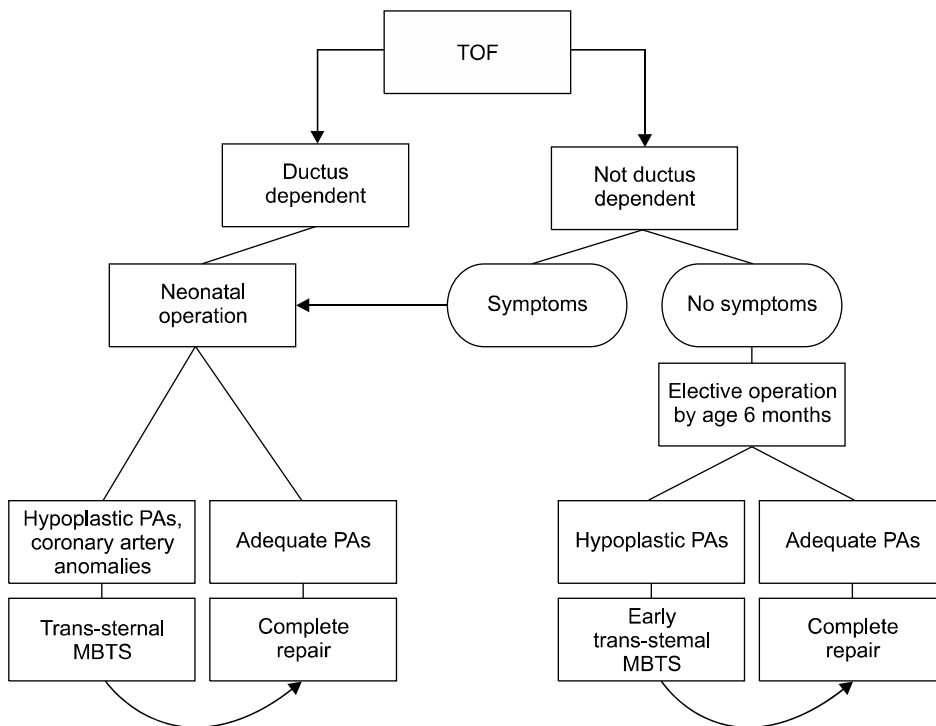 TOF
Ductus
dependent
Not ductus
dependent
Neonatal
operation
Symptoms
No symptoms
Elective operation
by age 6 months
Hypoplastic PAs,
coronary artery
anomalies
Adequate PAs
Hypoplastic PAs
Adequate PAs
Trans-sternal
MBTS
Complete
repair
Early
trans-stemal
MBTS
Complete
repair